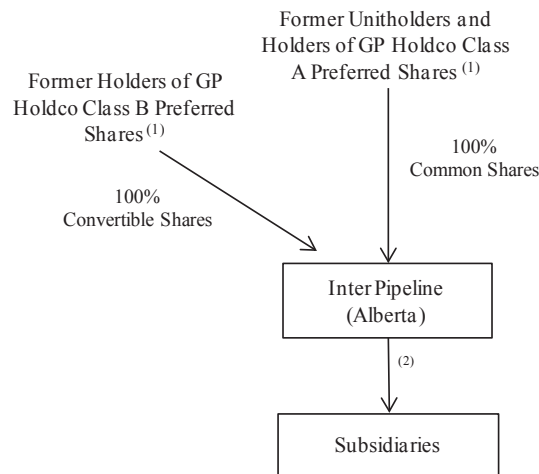 Former Unitholders and
Holders of GP Holdco Class
A Preferred Shares (1)
Former Holders of GP
Holdco Class B Preferred
Shares (1)
100%
Common Shares
100%
Convertible Shares
Inter Pipeline
(Alberta)
(2)
Subsidiaries